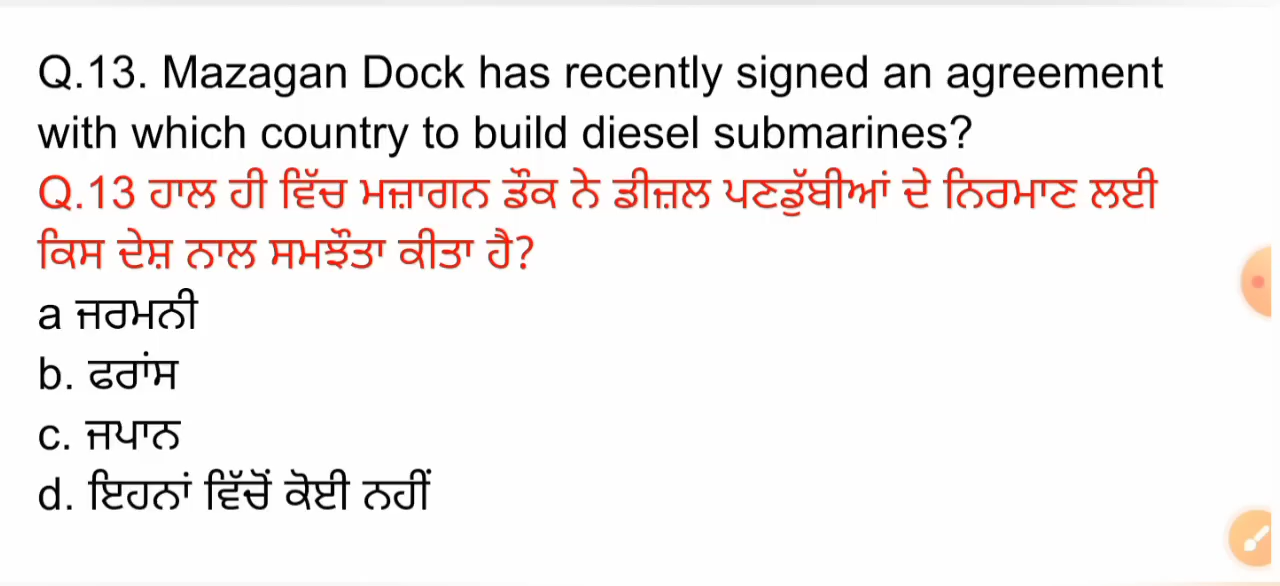 Q.13. Mazagan Dock has recently signed an agreement
with which country to build diesel submarines?
Q.13 ਹਾਲ ਹੀ ਵਿੱਚ ਮਜ਼ਾਗਨ ਡੌਕ ਨੇ ਡੀਜ਼ਲ ਪਣਡੁੱਬੀਆਂ ਦੇ ਨਿਰਮਾਣ ਲਈ
ਕਿਸ ਦੇਸ਼ ਨਾਲ ਸਮਝੌਤਾ ਕੀਤਾ ਹੈ?
a ਜਰਮਨੀ
b. ਫਰਾਂਸ
c. ਜਪਾਨ
d. ਇਹਨਾਂ ਵਿੱਚੋਂ ਕੋਈ ਨਹੀਂ